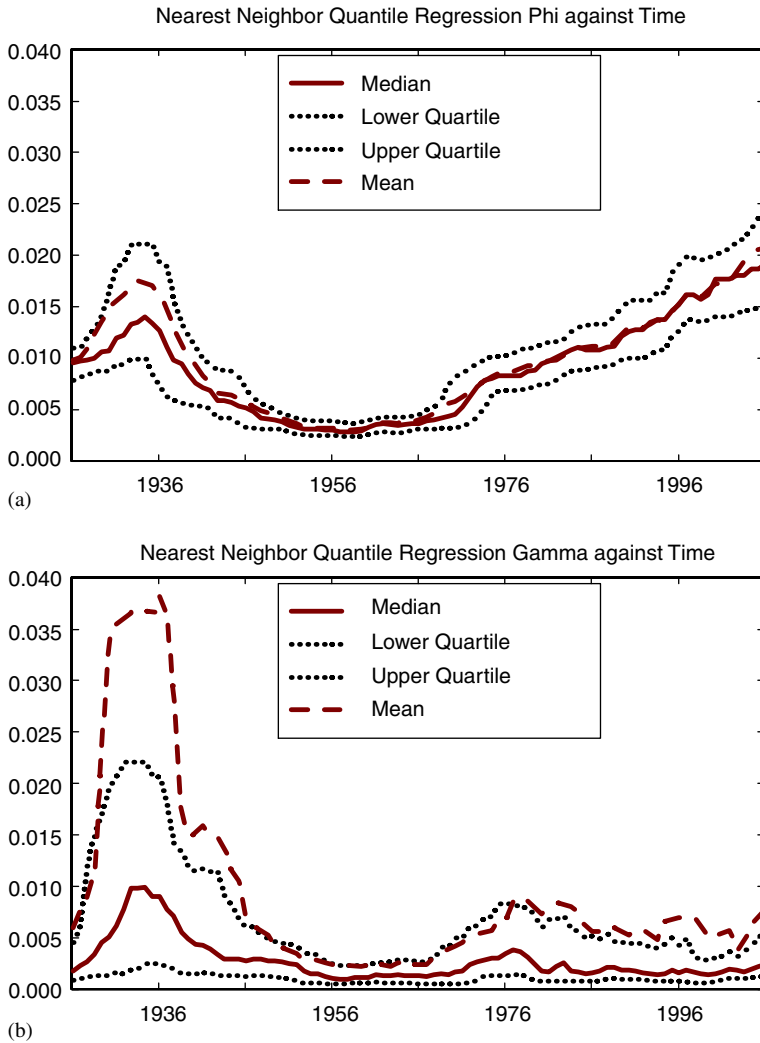 Nearest Neighbor Quantile Regression Phi against Time
0.040
0.035
0.030
0.025
0.020
0.015
0.010
0.005
0.000
Median
Lower Quartile
Upper Quartile
Mean
1936 1956 1976 1996
(a)
Nearest Neighbor Quantile Regression Gamma against Time
0.040
0.035
0.030
0.025
0.020
0.015
0.010
0.005
0.000
Median
Lower Quartile
Upper Quartile
Mean
1936 1956 1976 1996
(b)